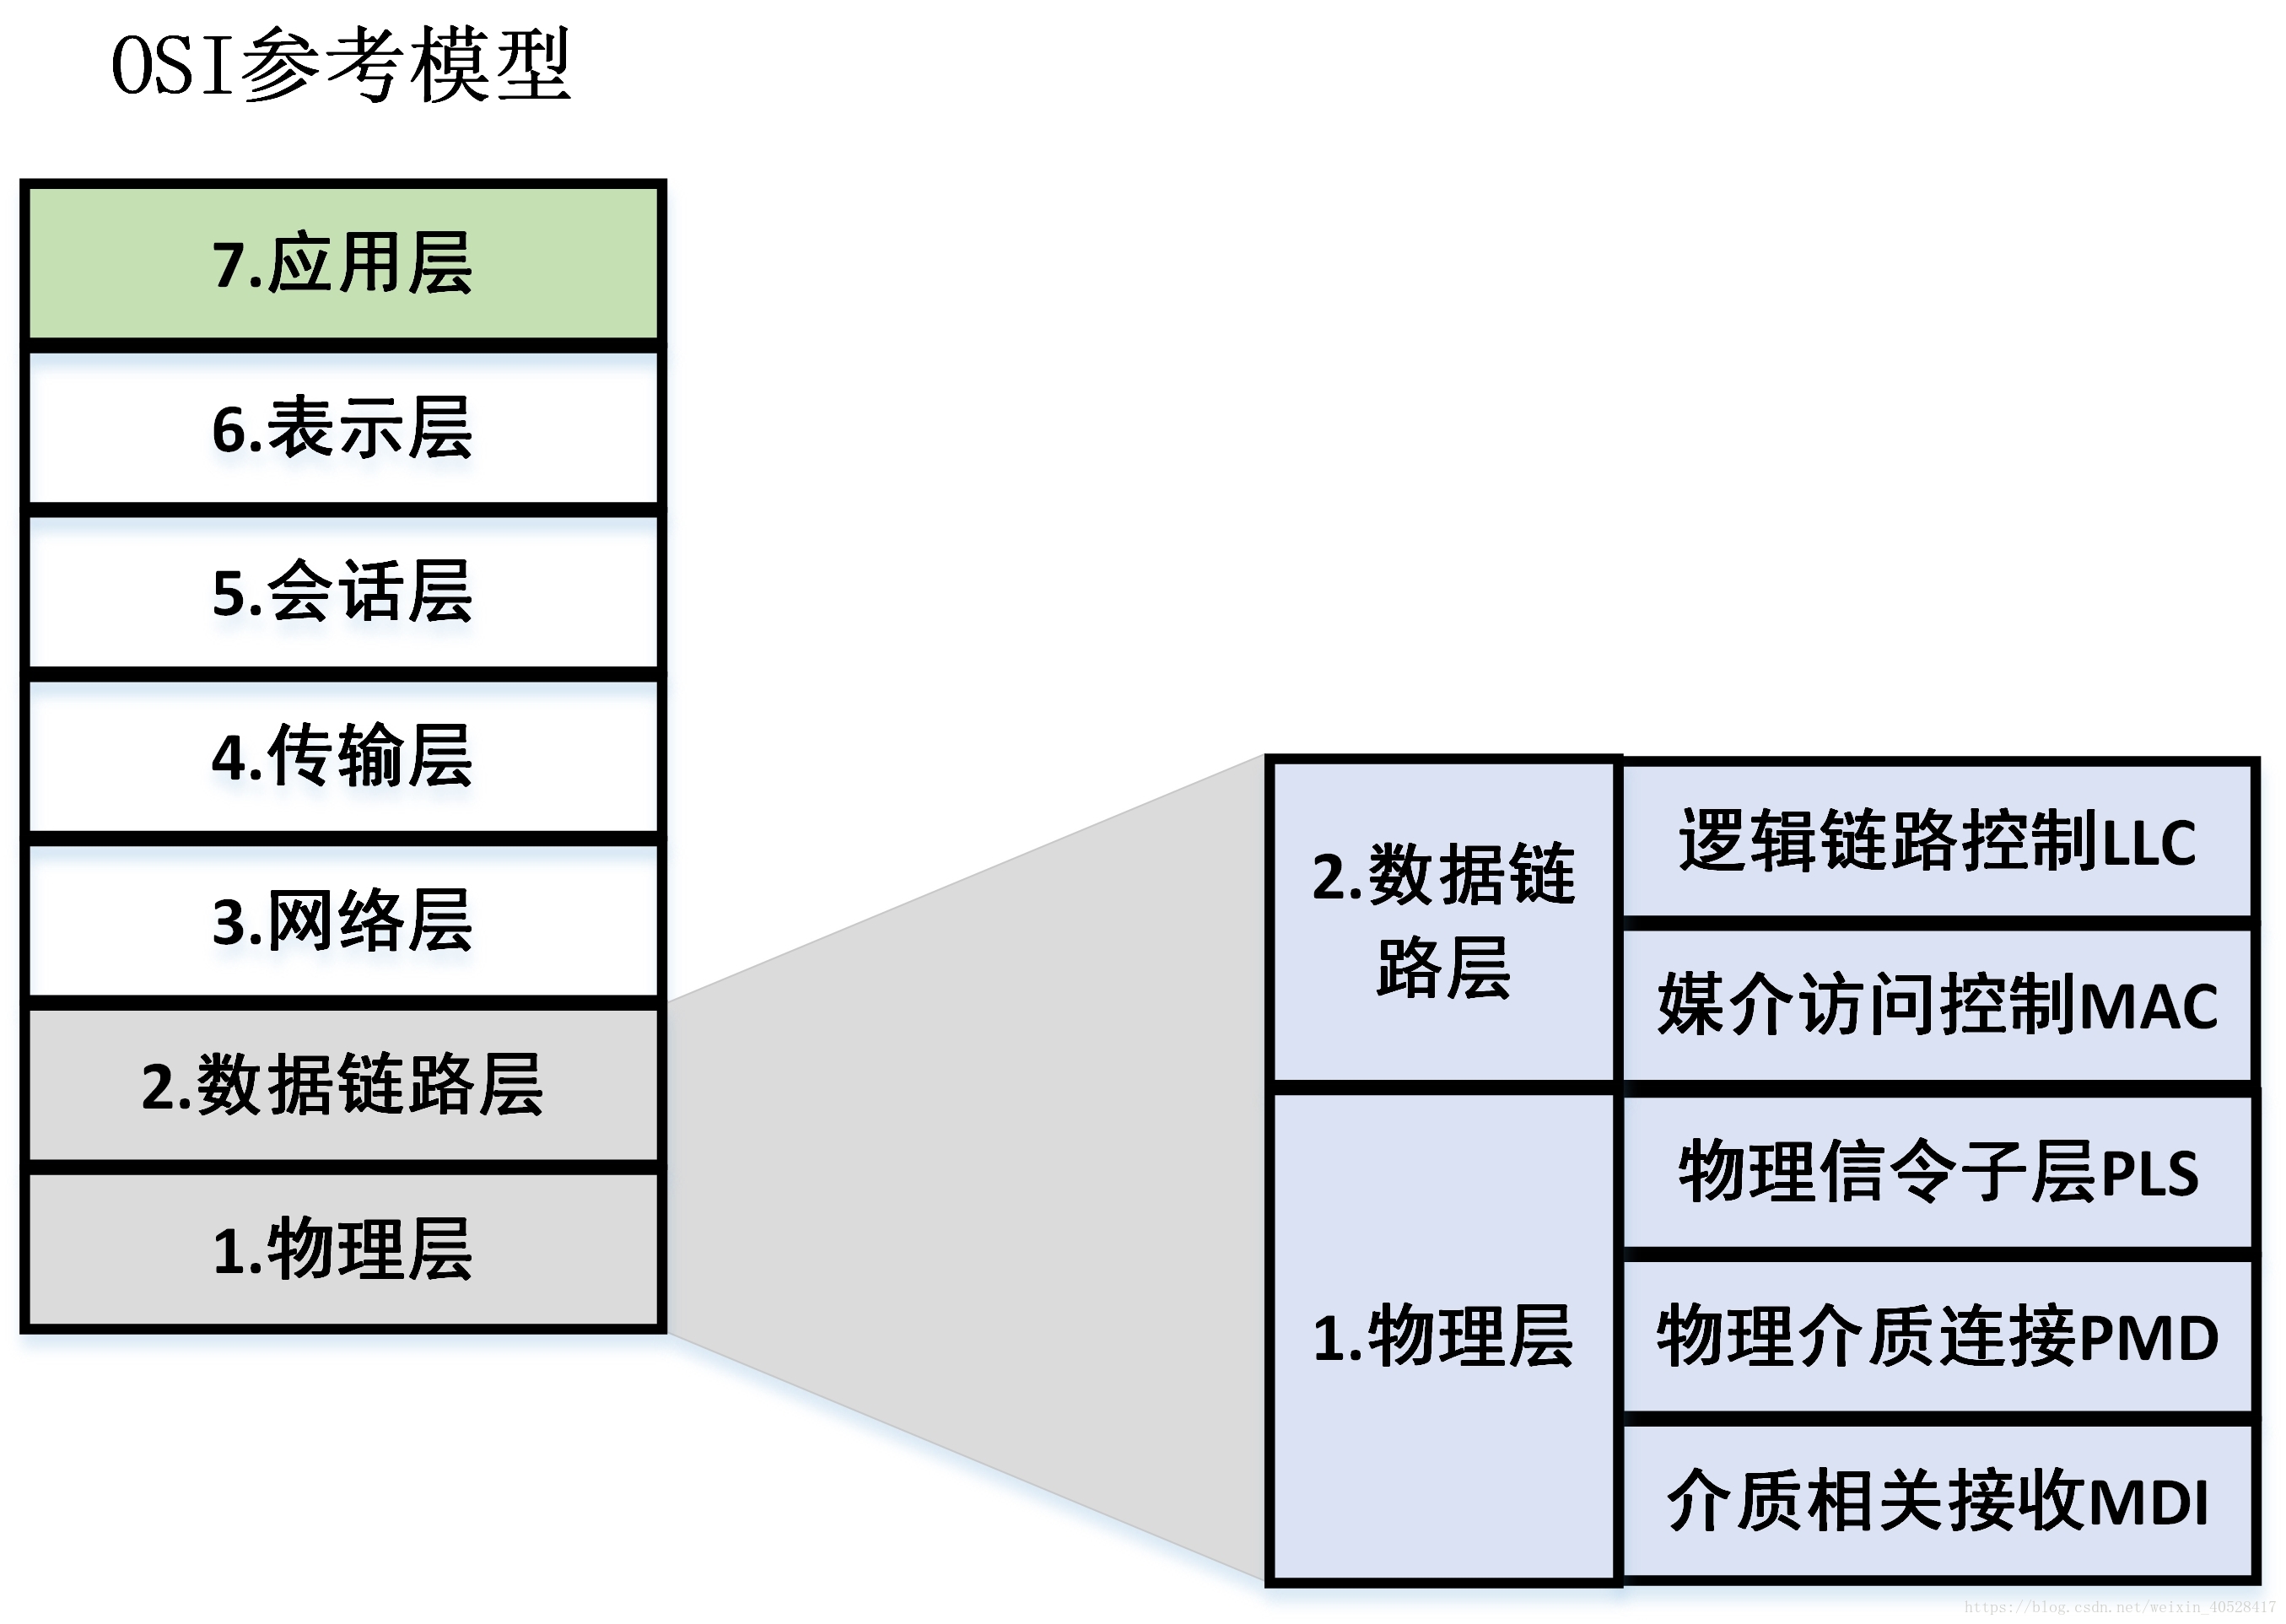 OSI参考模型
7.应用层
6.表示层
5.会话层
4.传输层
3.网络层
2.数据链路层
1.物理层
2.数据链
路层
1.物理层
逻辑链路控制LLC
媒介访问控制MAC
物理信令子层PLS
物理介质连接PMD
介质相关接收MDI
https://blog.csdn.net/weixin_40528417